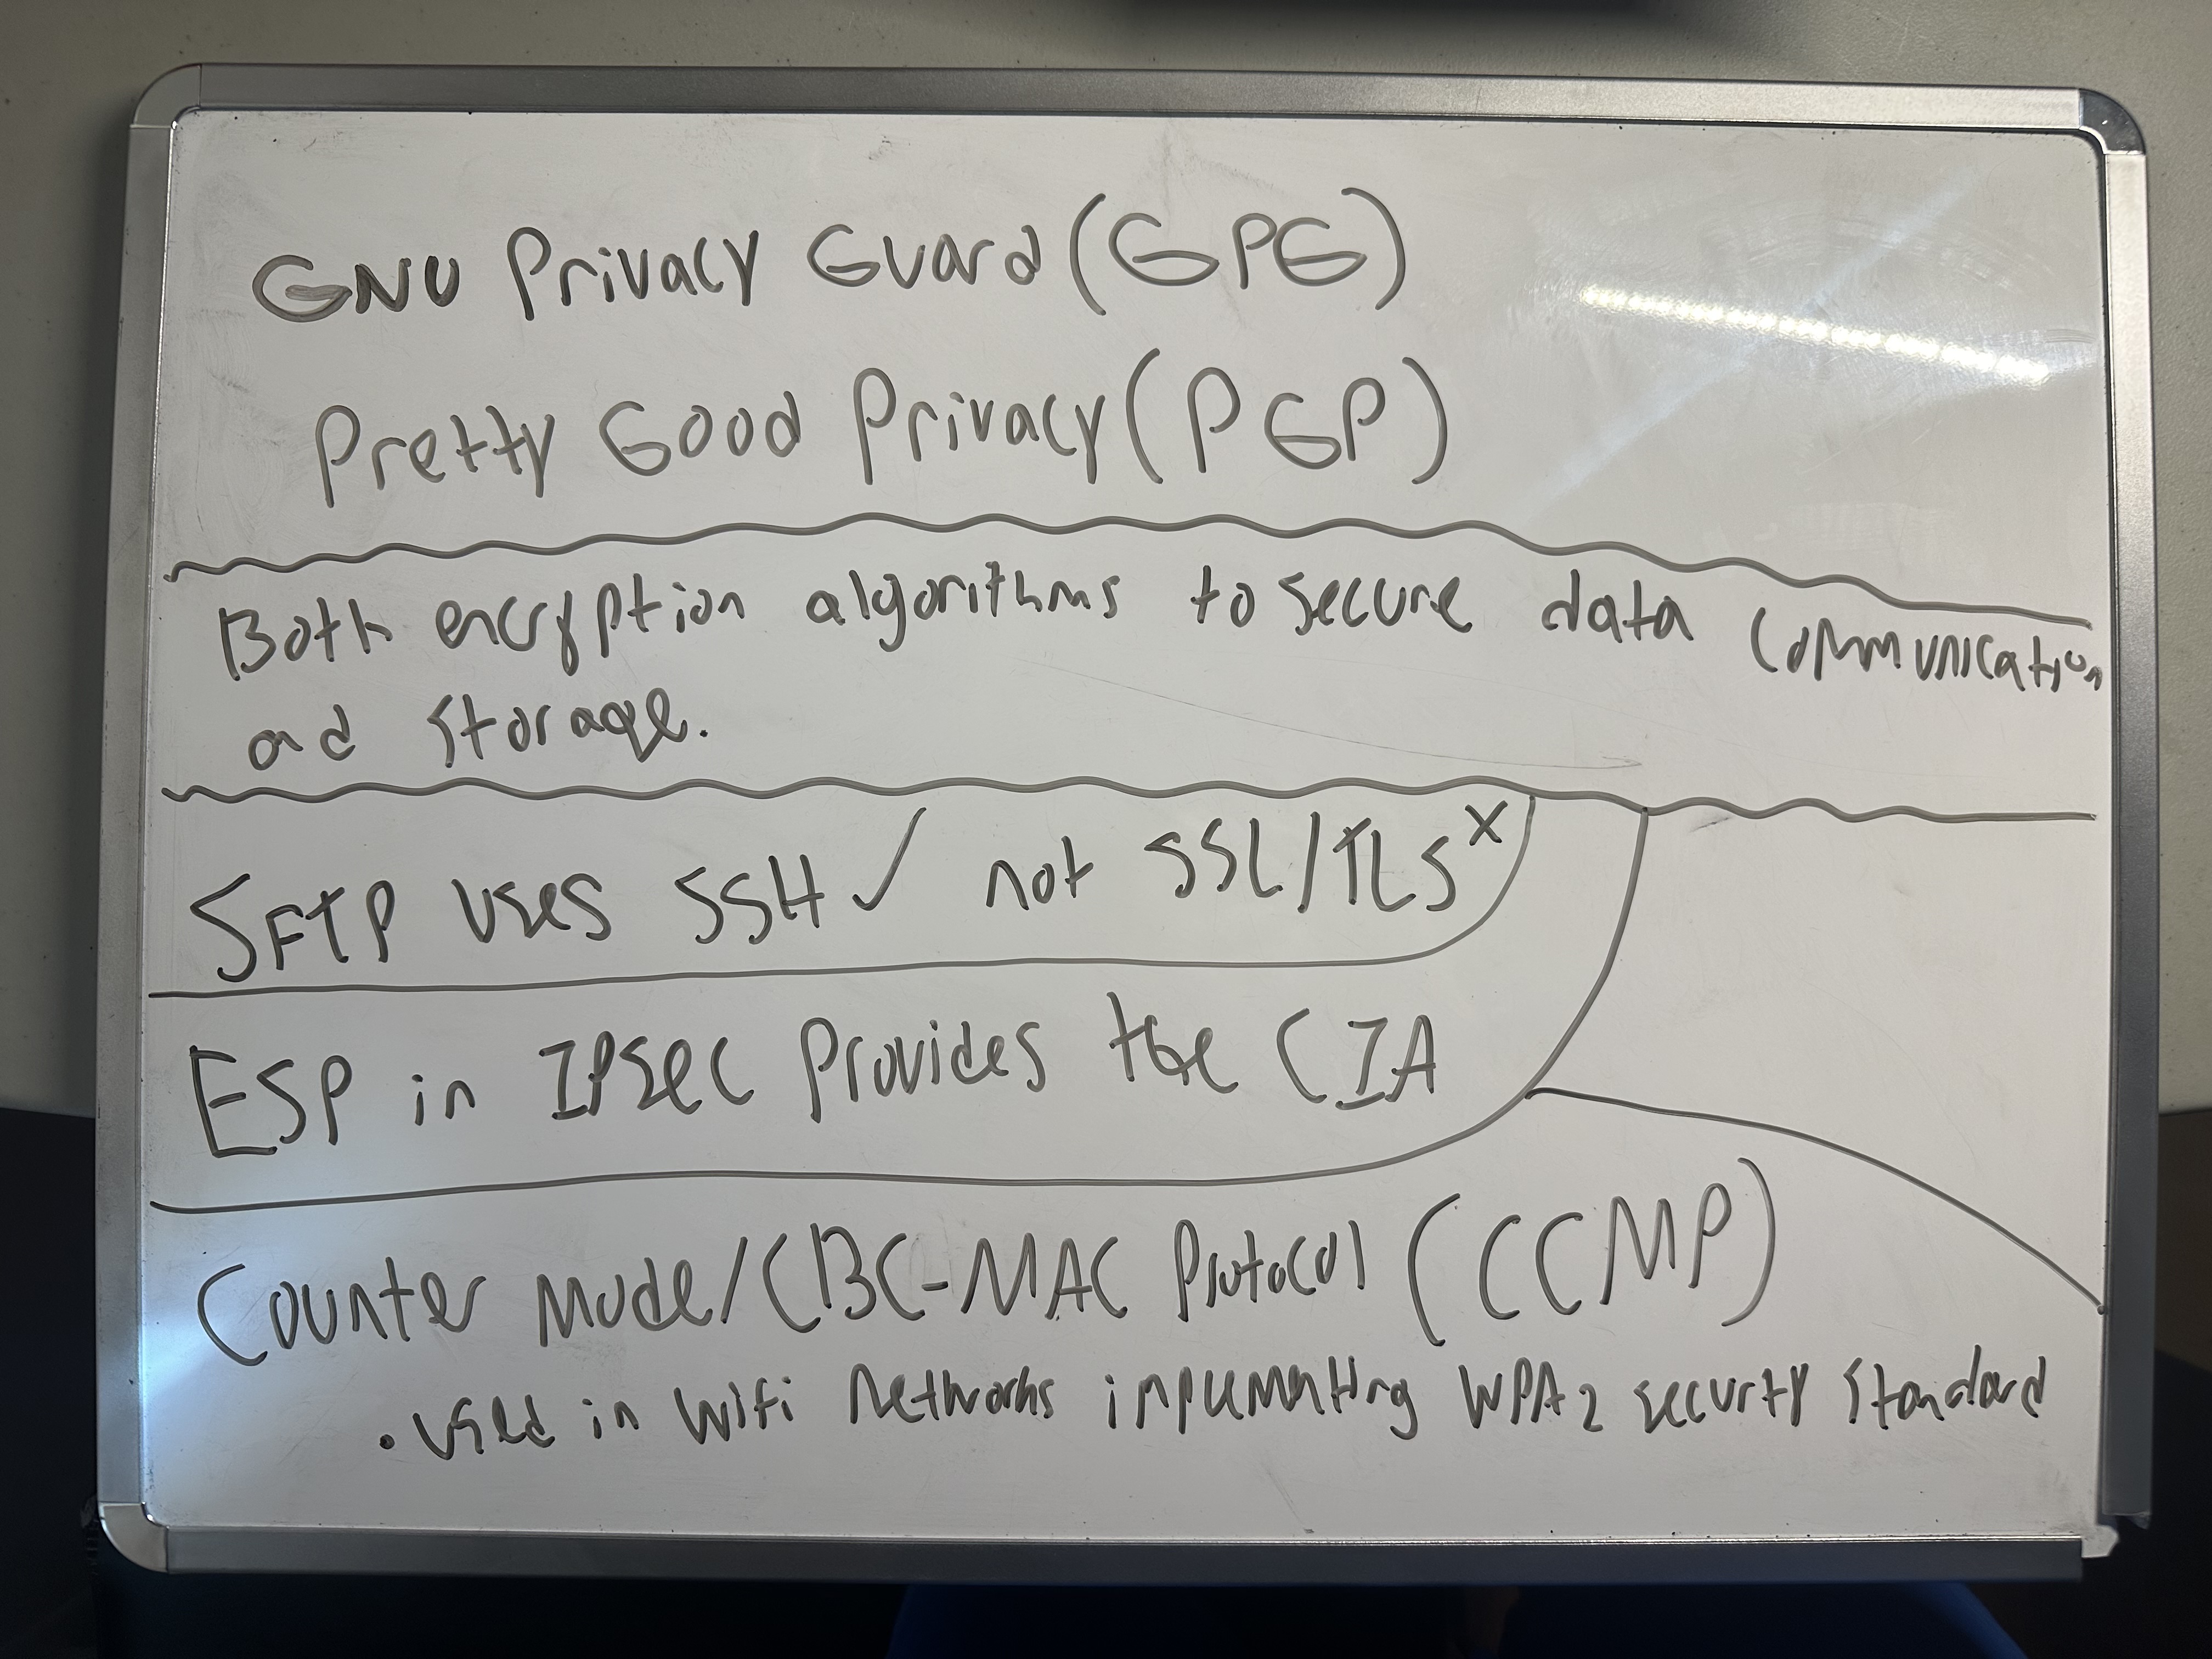 GNU Privacy Guard (GPG)
Pretty Good Privacy (PGP)
Both encryption algorithms to secure data communication
and storage.
SFTP uses SSH ✓ not SSL/TLS x
ESP in IPSEC provides the CIA
Counter Mode/CBC-MAC Protocol (CCMP)
• Used in Wifi Networks implementing WPA2 security standard